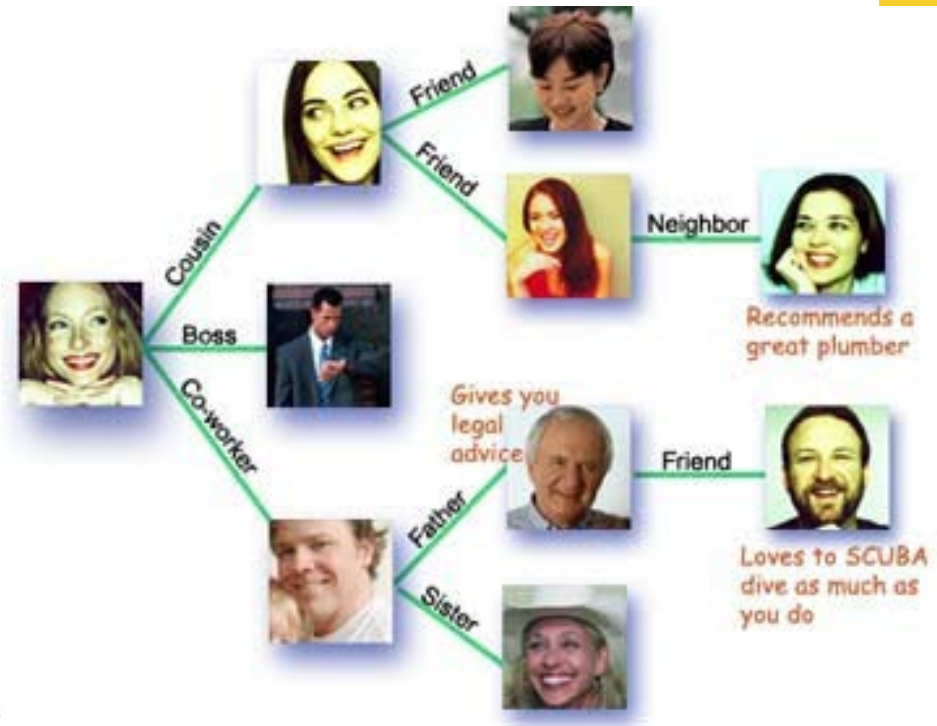 Friend
Friend
Cousin
Neighbor
Recommends a
great plumber
Boss
Co-worker
Gives you
legal
advice
Father
Friend
Loves to SCUBA
dive as much as
you do
Sister